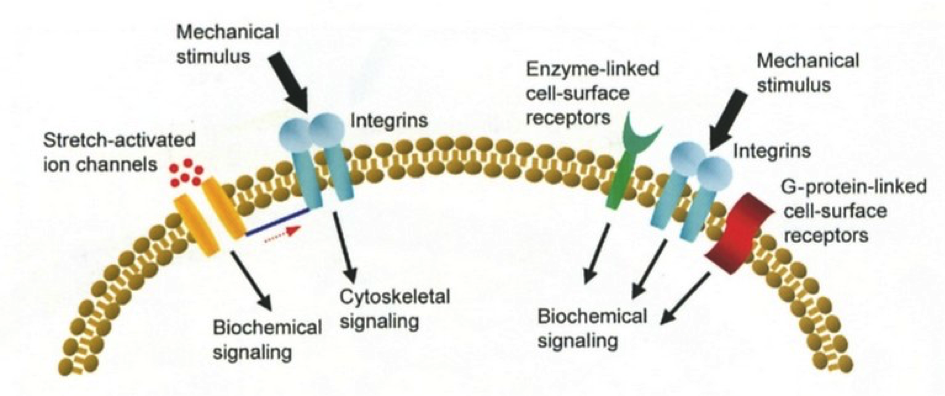 Mechanical
stimulus
Integrins
Stretch-activated
ion channels
Biochemical
signaling
Cytoskeletal
signaling
Enzyme-linked
cell-surface
receptors
Mechanical
stimulus
Integrins
G-protein-linked
cell-surface
receptors
Biochemical
signaling